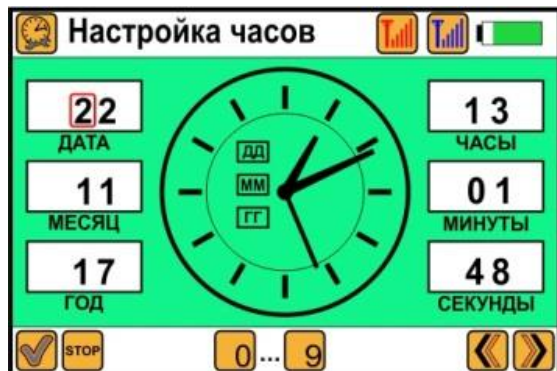 Настройка часов
T T
22
ДАТА
11
МЕСЯЦ
17
ГОД
ДД
ММ
ГГ
13
ЧАСЫ
01
МИНУТЫ
48
СЕКУНДЫ
STOP
0...9